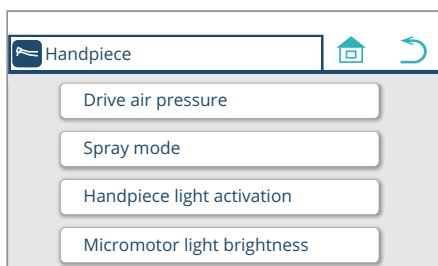 Handpiece
Drive air pressure
Spray mode
Handpiece light activation
Micromotor light brightness